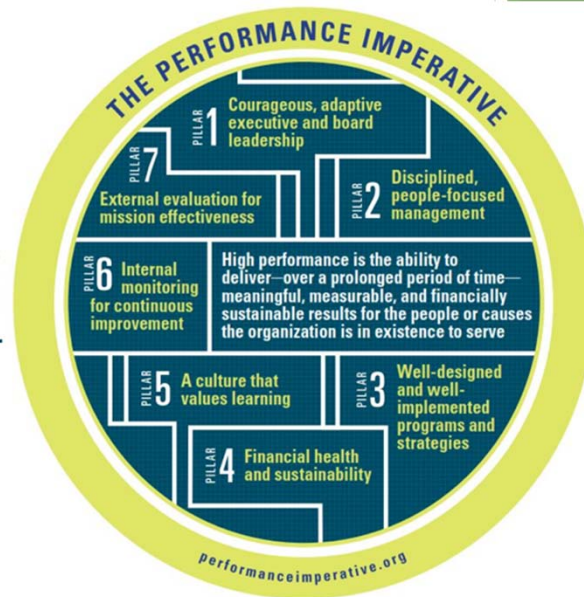 THE PERFORMANCE IMPERATIVE
PILLAR 1 Courageous, adaptive
executive and board
leadership
PILLAR 2 Disciplined,
people-focused
management
PILLAR 3 Well-designed
and well-
implemented
programs and
strategies
PILLAR 4 Financial health
and sustainability
PILLAR 5 A culture that
values learning
PILLAR 6 Internal
monitoring
for continuous
improvement
PILLAR 7
External evaluation for
mission effectiveness
High performance is the ability to
deliver—over a prolonged period of time—
meaningful, measurable, and financially
sustainable results for the people or causes
the organization is in existence to serve
performanceimperative.org